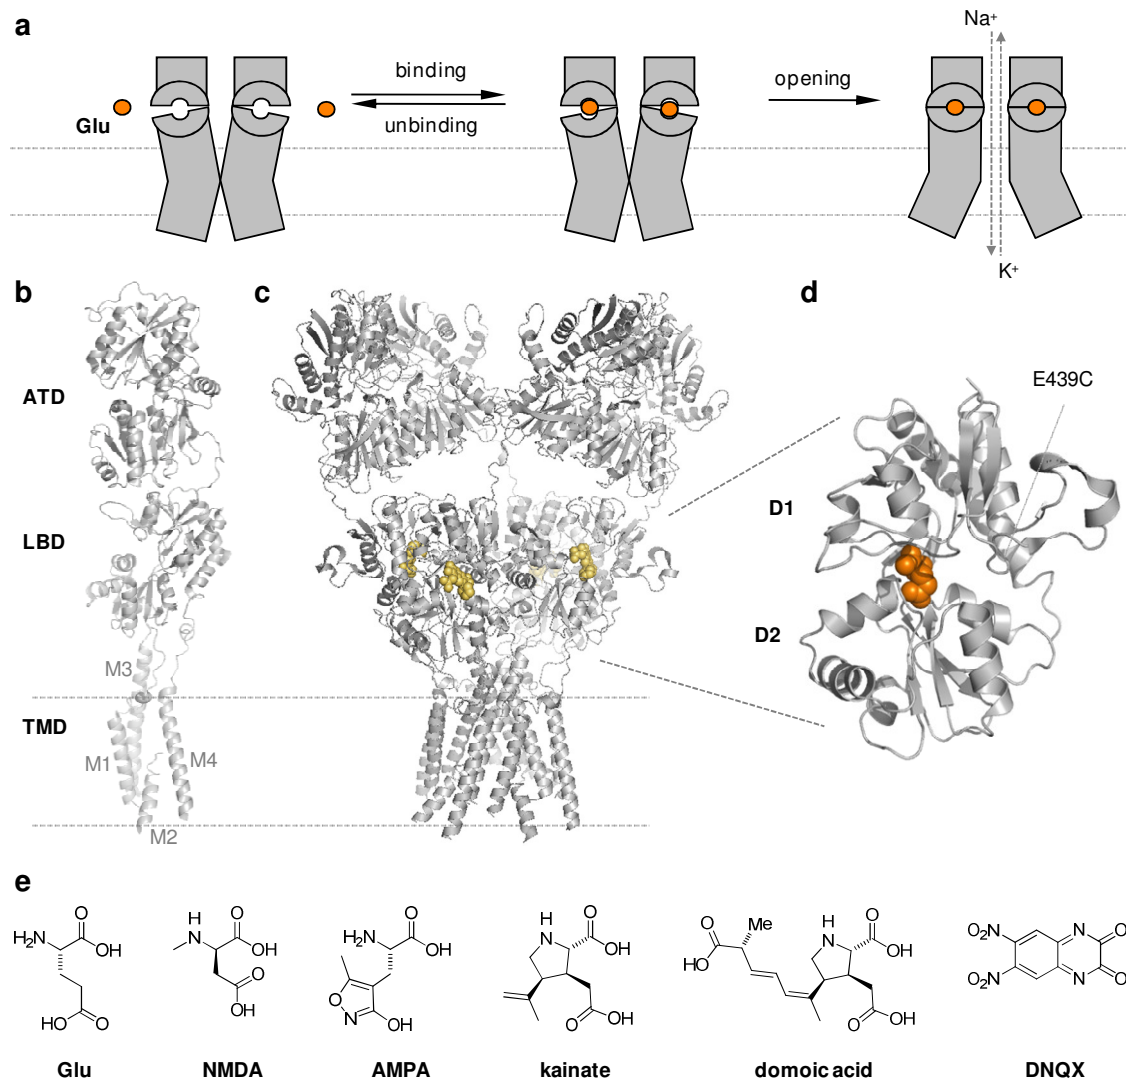 a
Na+
binding
opening
Glu
unbinding
K+
b
c
d
E439C
ATD
D1
LBD
D2
M3
TMD
M1
M4
M2
e
H2N
O
OH
HO
O
H
N
O
OH
O
OH
H2N
O
OH
O
N
OH
H
N
O
OH
O
OH
O
HO
Me
H
N
O
OH
O
OH
NO2
O2N
N
N
O
O
Glu
NMDA
AMPA
kainate
domoic acid
DNQX